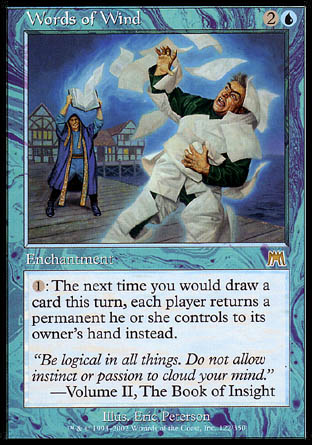 Words of Wind 2
Enchantment
1: The next time you would draw a
card this turn, each player returns a
permanent he or she controls to its
owner's hand instead.
"Be logical in all things. Do not allow
instinct or passion to cloud your mind."
—Volume II, The Book of Insight
Illus. Eric Peterson
™ & © 1993–2002 Wizards of the Coast, Inc. 122/350